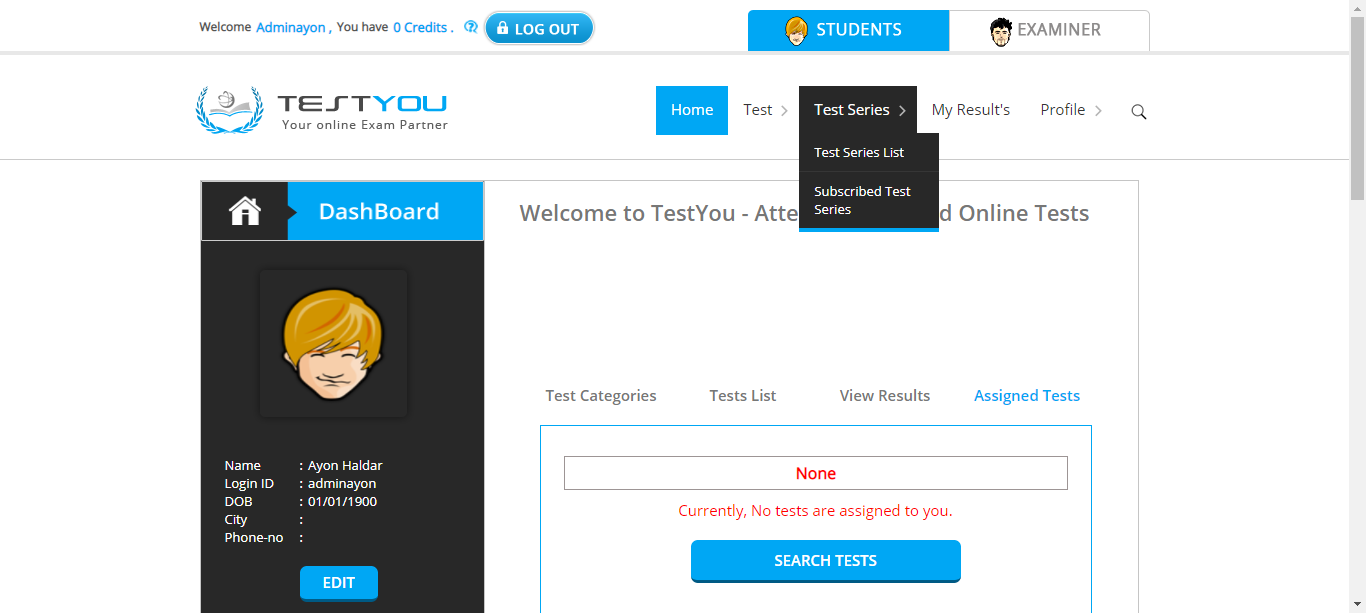 Welcome Adminayon , You have 0 Credits .
LOG OUT
STUDENTS
EXAMINER
TESTYOU
Your online Exam Partner
Home
Test
Test Series
My Result's
Profile
Test Series List
Subscribed Test
Series
DashBoard
Welcome to TestYou - Atte
d Online Tests
Test Categories
Tests List
View Results
Assigned Tests
Name : Ayon Haldar
Login ID : adminayon
DOB : 01/01/1900
City :
Phone-no :
EDIT
None
Currently, No tests are assigned to you.
SEARCH TESTS